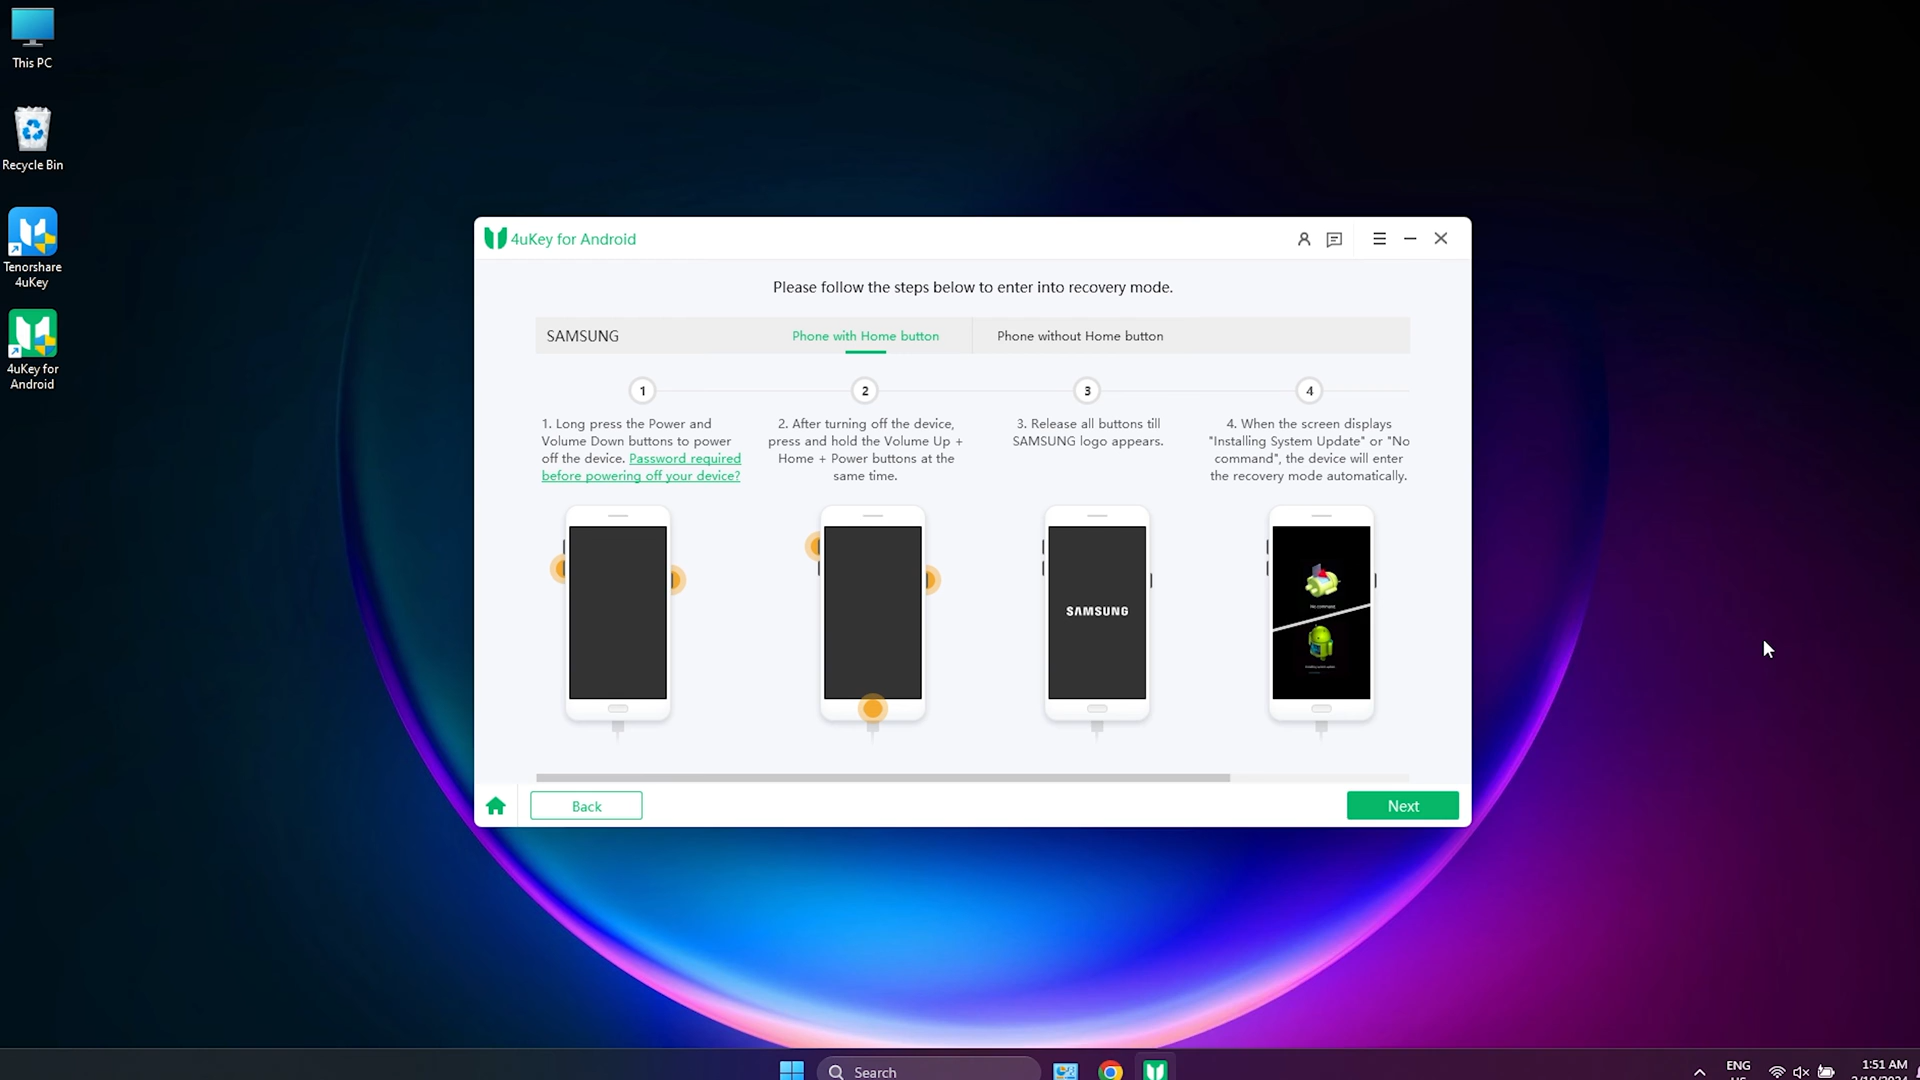 This PC
Recycle Bin
Tenorshare
4uKey
4uKey for
Android
4uKey for Android
Please follow the steps below to enter into recovery mode.
SAMSUNG
Phone with Home button
Phone without Home button
1
2
3
4
1. Long press the Power and
Volume Down buttons to power
off the device. Password required
before powering off your device?
2. After turning off the device,
press and hold the Volume Up +
Home + Power buttons at the
same time.
3. Release all buttons till
SAMSUNG logo appears.
4. When the screen displays
"Installing System Update" or "No
command", the device will enter
the recovery mode automatically.
SAMSUNG
No command
Back
Next
Search
ENG
1:51 AM